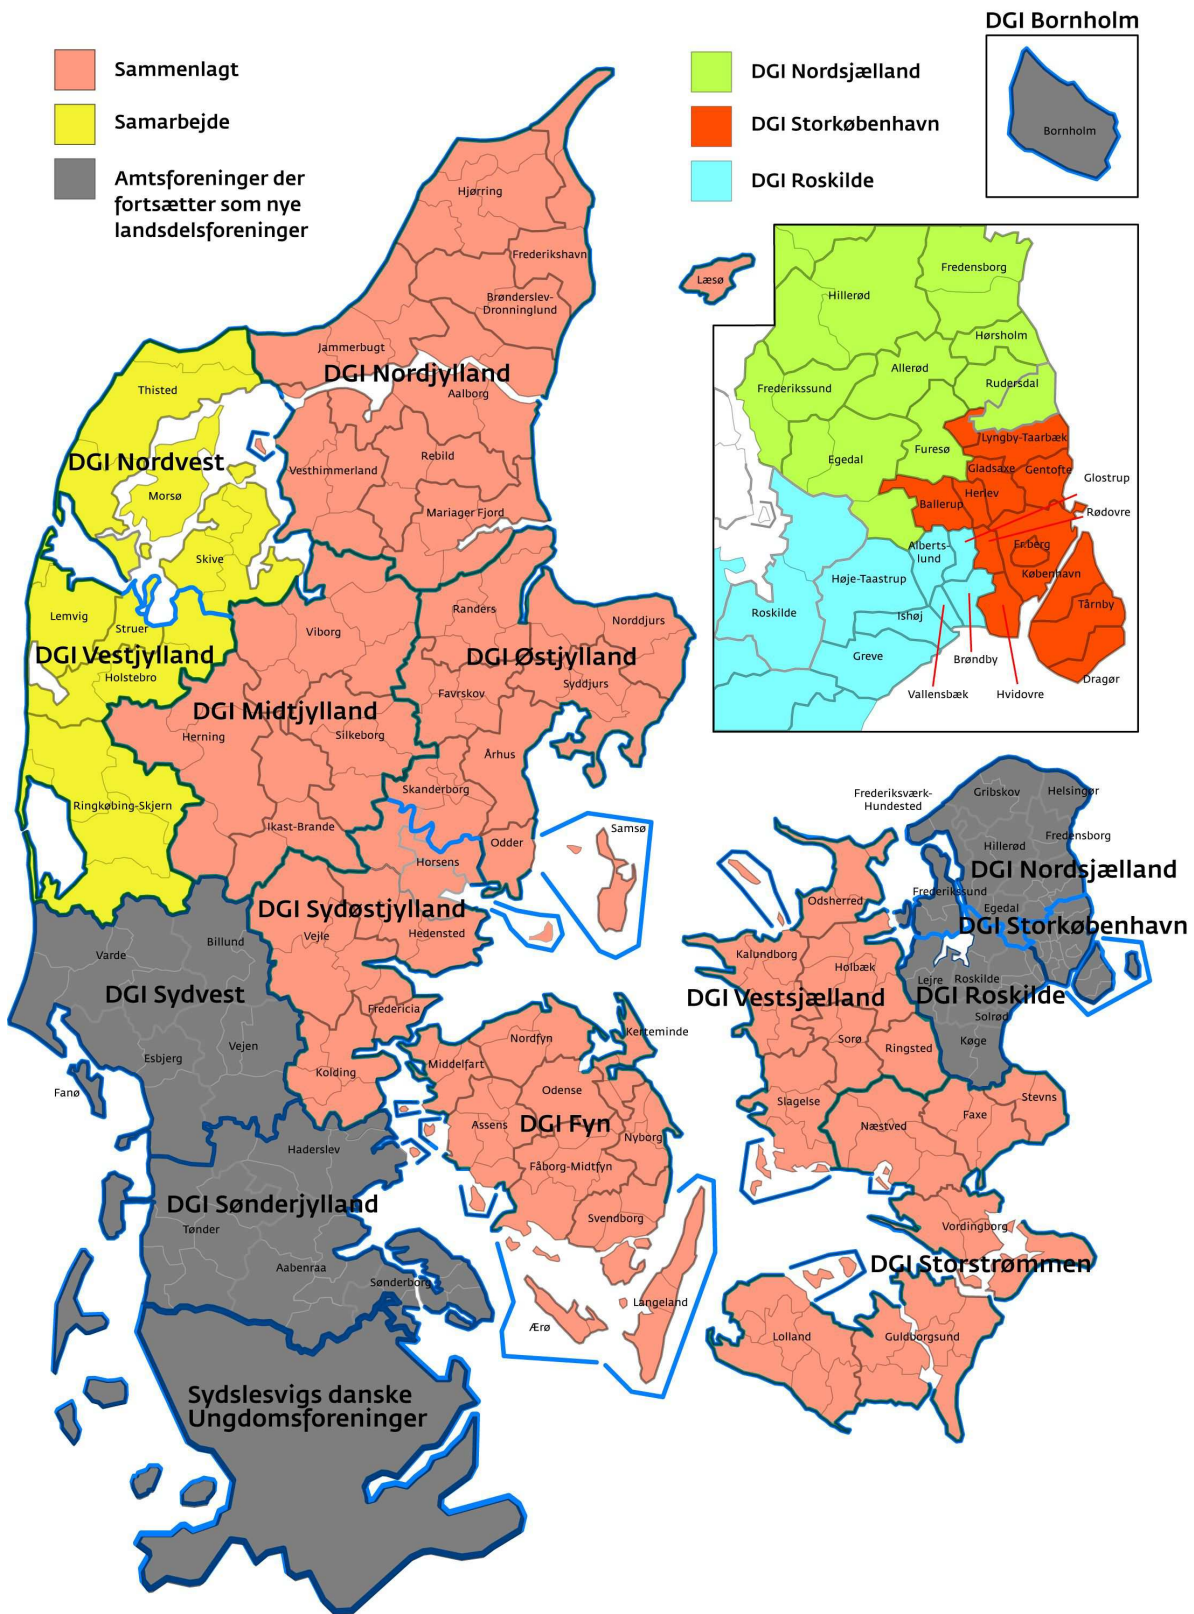 DGI Bornholm
Bornholm
Sammenlagt
Samarbejde
Amtsforeninger der
fortsætter som nye
landsdelsforeninger
DGI Nordsjælland
DGI Storkøbenhavn
DGI Roskilde
Hjørring
Frederikshavn
Brønderslev-
Dronninglund
Læsø
Jammerbugt
DGI Nordjylland
Aalborg
Vesthimmerland
Rebild
Mariager Fjord
Thisted
DGI Nordvest
Morsø
Skive
Lemvig
Struer
DGI Vestjylland
Holstebro
Ringkøbing-Skjern
Viborg
DGI Midtjylland
Herning
Silkeborg
Ikast-Brande
Randers
Norddjurs
DGI Østjylland
Syddjurs
Favrskov
Århus
Skanderborg
Odder
Samsø
Horsens
DGI Sydøstjylland
Vejle
Hedensted
Fredericia
Kolding
Billund
Varde
DGI Sydvest
Esbjerg
Vejen
Fanø
Haderslev
DGI Sønderjylland
Tønder
Aabenraa
Sønderborg
Sydslesvigs danske
Ungdomsforeninger
Nordfyn
Kerteminde
Middelfart
Odense
Assens
DGI Fyn
Nyborg
Fåborg-Midtfyn
Svendborg
Langeland
Ærø
Hillerød
Fredensborg
Hørsholm
Allerød
Rudersdal
Frederikssund
Furesø
Egedal
Lyngby-Taarbæk
Gladsaxe
Gentofte
Glostrup
Herlev
Ballerup
Rødovre
Alberts-
lund
Fr.berg
København
Høje-Taastrup
Roskilde
Ishøj
Tårnby
Greve
Brøndby
Dragør
Vallensbæk
Hvidovre
Frederiksværk-
Hundested
Gribskov
Helsingør
Fredensborg
Hillerød
DGI Nordsjælland
Frederikssund
Egedal
DGI Storkøbenhavn
Odsherred
Kalundborg
Holbæk
Lejre
Roskilde
DGI Vestsjælland
DGI Roskilde
Solrød
Sorø
Ringsted
Køge
Slagelse
Stevns
Faxe
Næstved
Vordingborg
DGI Storstrømmen
Lolland
Guldborgsund